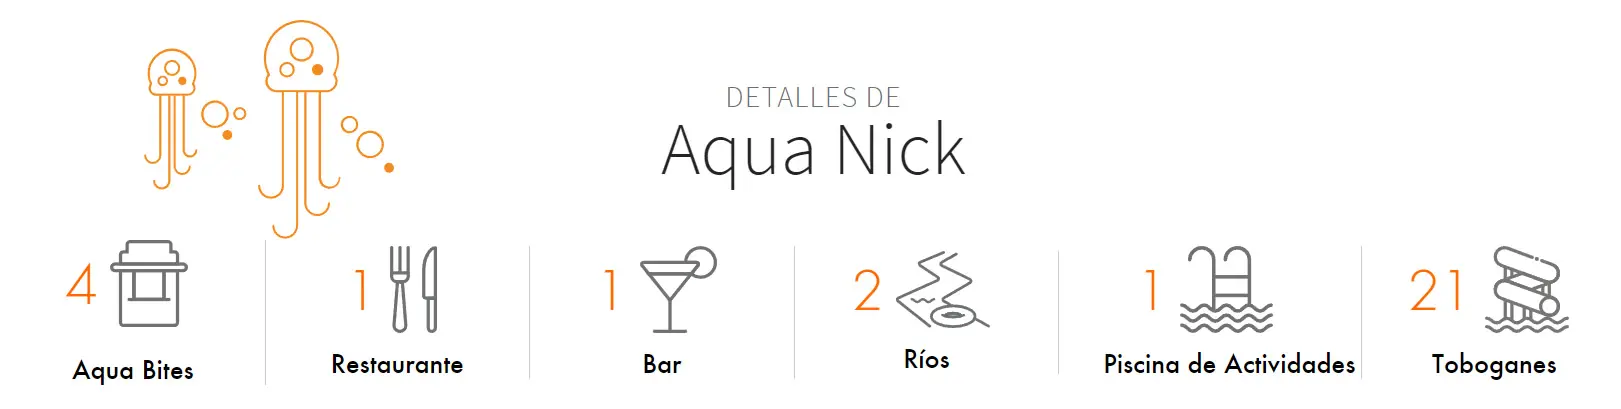 DETALLES DE
Aqua Nick
4
Aqua Bites
1
Restaurante
1
Bar
2
Ríos
1
Piscina de Actividades
21
Toboganes